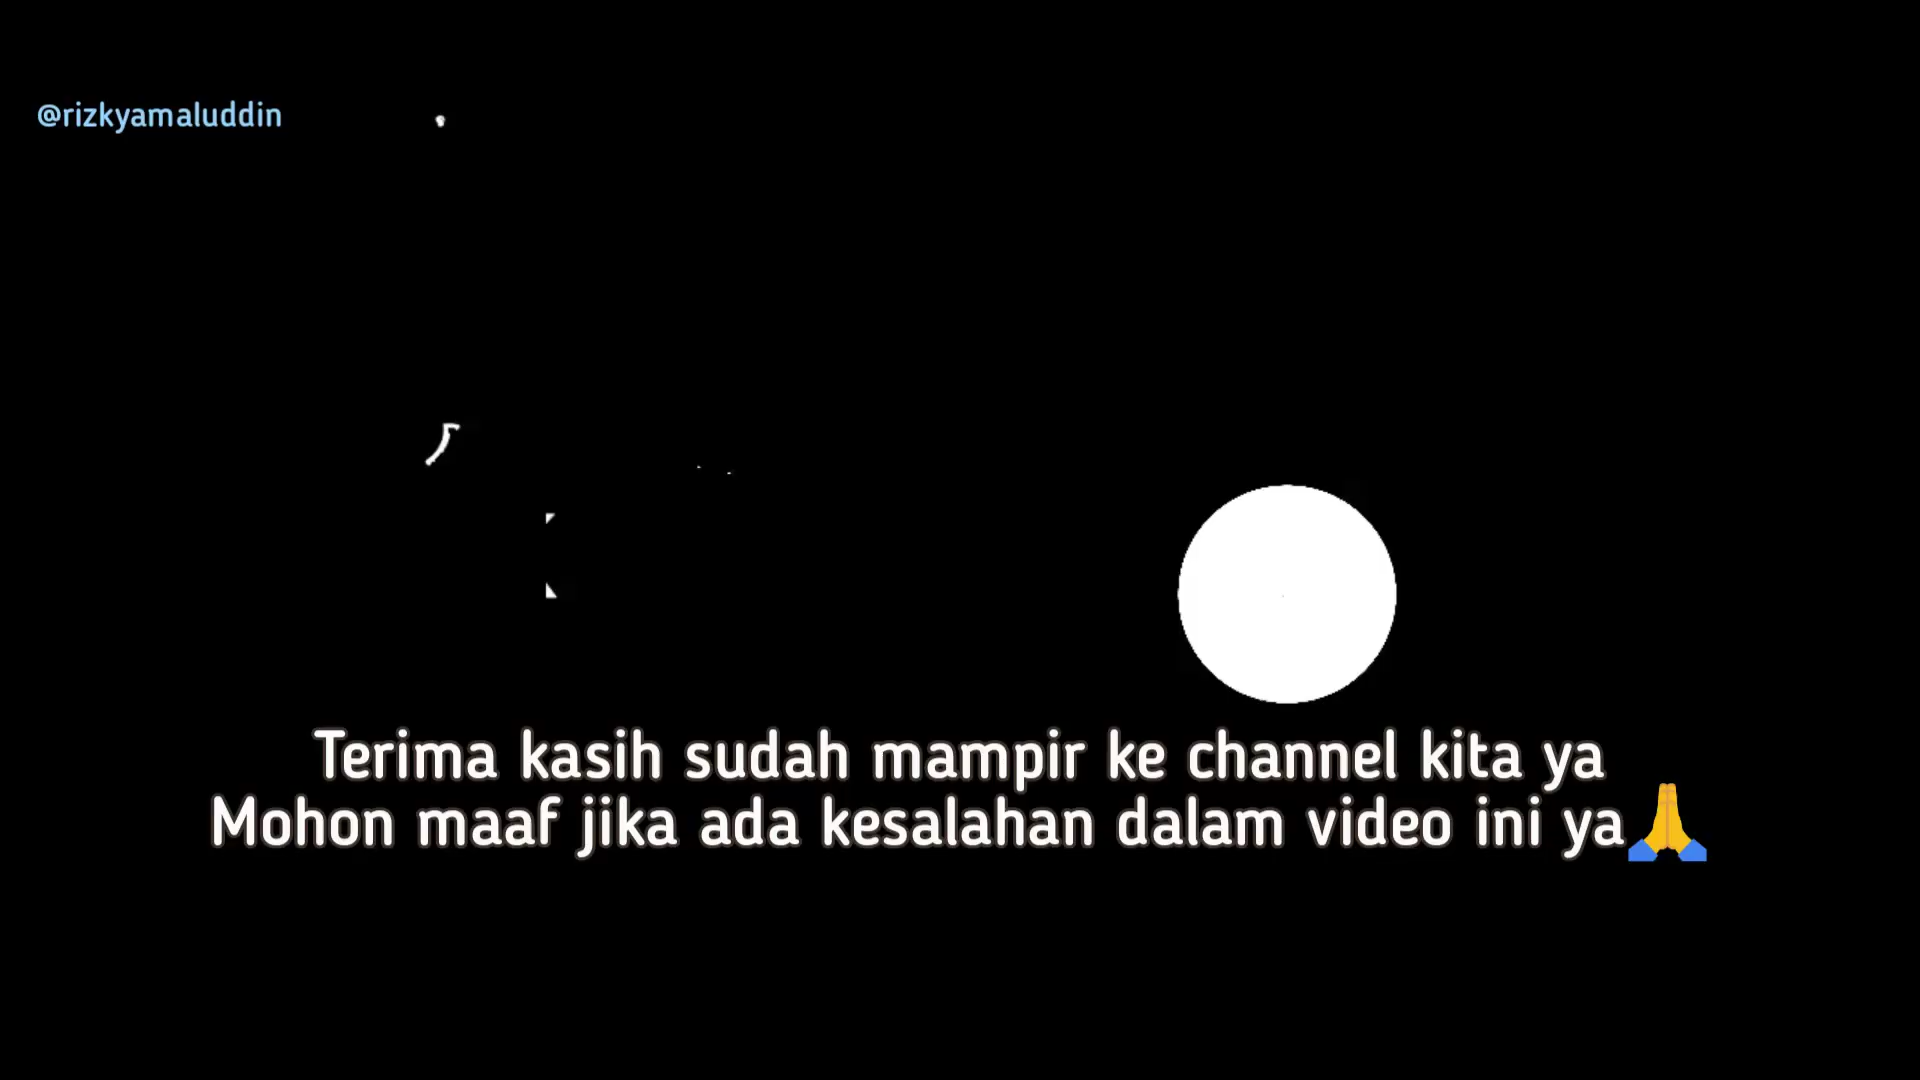 @rizkyamaluddin
Terima kasih sudah mampir ke channel kita ya
Mohon maaf jika ada kesalahan dalam video ini ya🙏